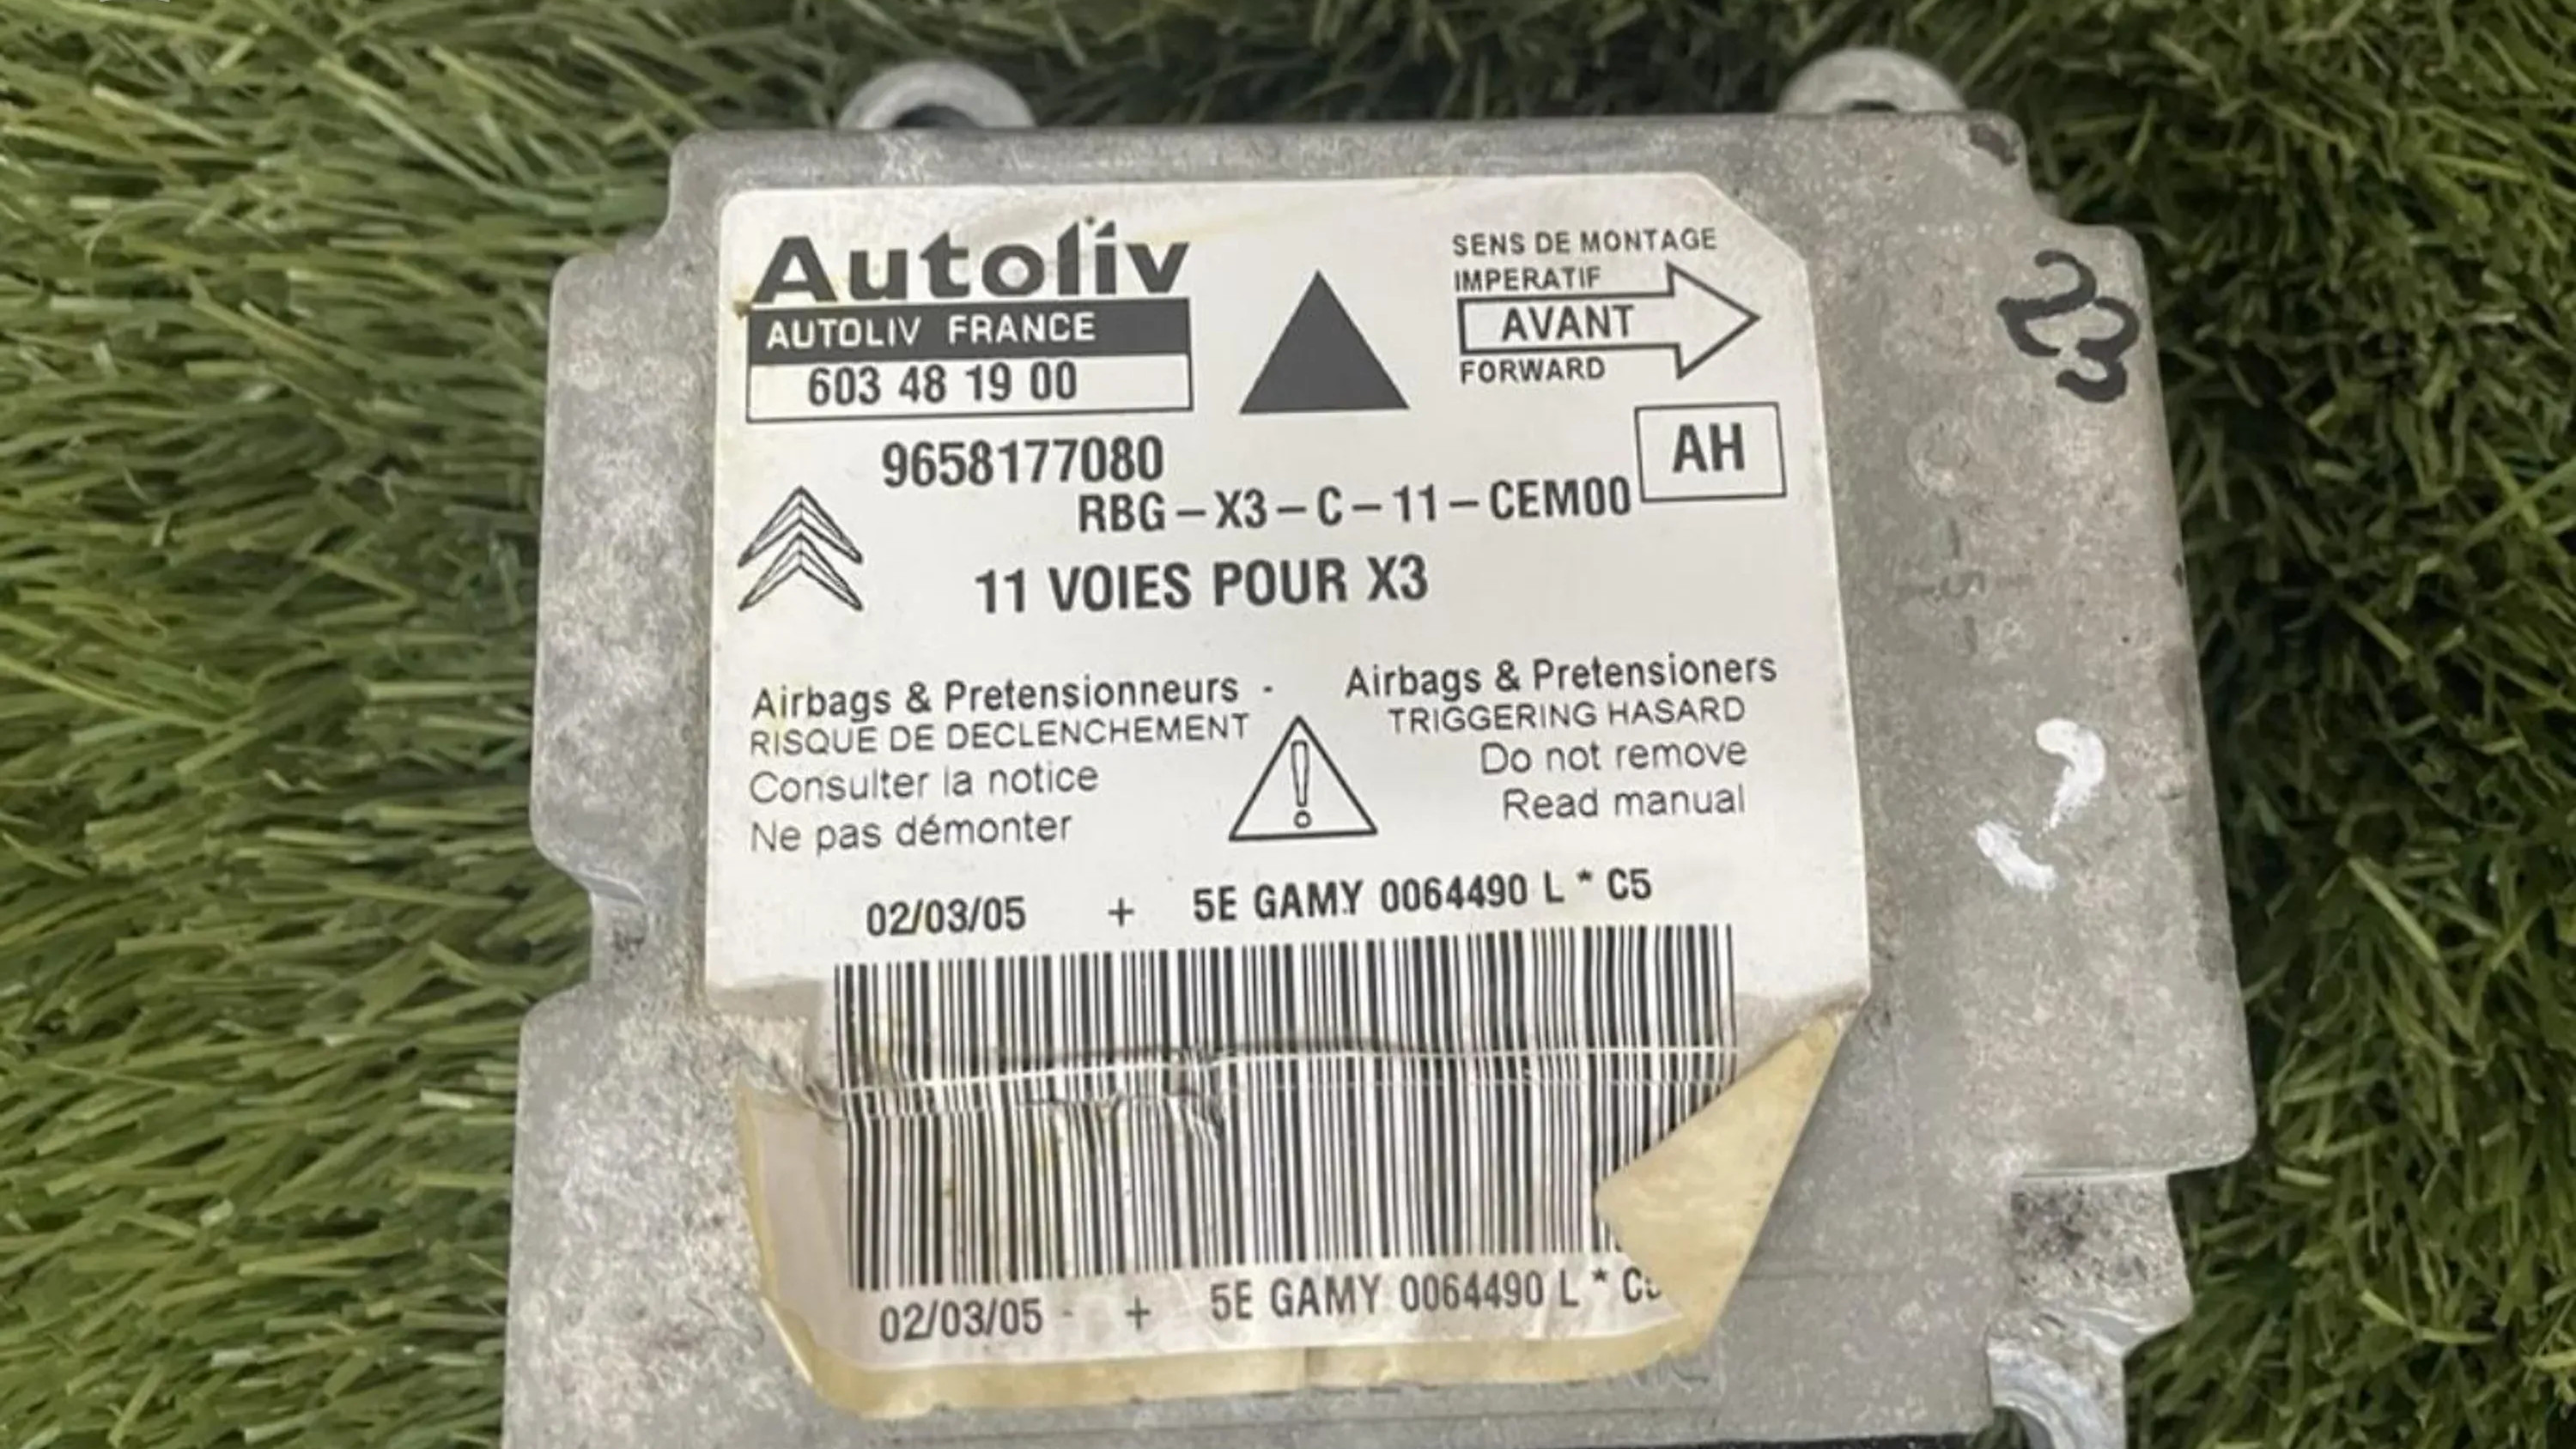 Autoliv
AUTOLIV FRANCE
603 48 19 00
SENS DE MONTAGE
IMPERATIF
AVANT
FORWARD
23
9658177080
AH
RBG-X3-C-11-CEM00
11 VOIES POUR X3
Airbags & Pretensionneurs -
RISQUE DE DECLENCHEMENT
Consulter la notice
Ne pas démonter
Airbags & Pretensioners
TRIGGERING HASARD
Do not remove
Read manual
02/03/05 + 5E GAMY 0064490 L * C5
02/03/05 - + 5E GAMY 0064490 L * C5